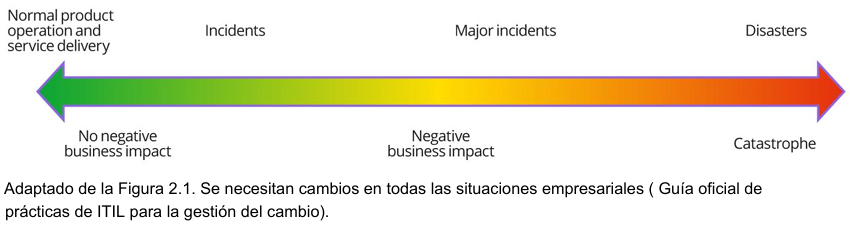 Normal product
operation and
service delivery
Incidents
Major incidents
Disasters
No negative
business impact
Negative
business impact
Catastrophe
Adaptado de la Figura 2.1. Se necesitan cambios en todas las situaciones empresariales ( Guía oficial de
prácticas de ITIL para la gestión del cambio).